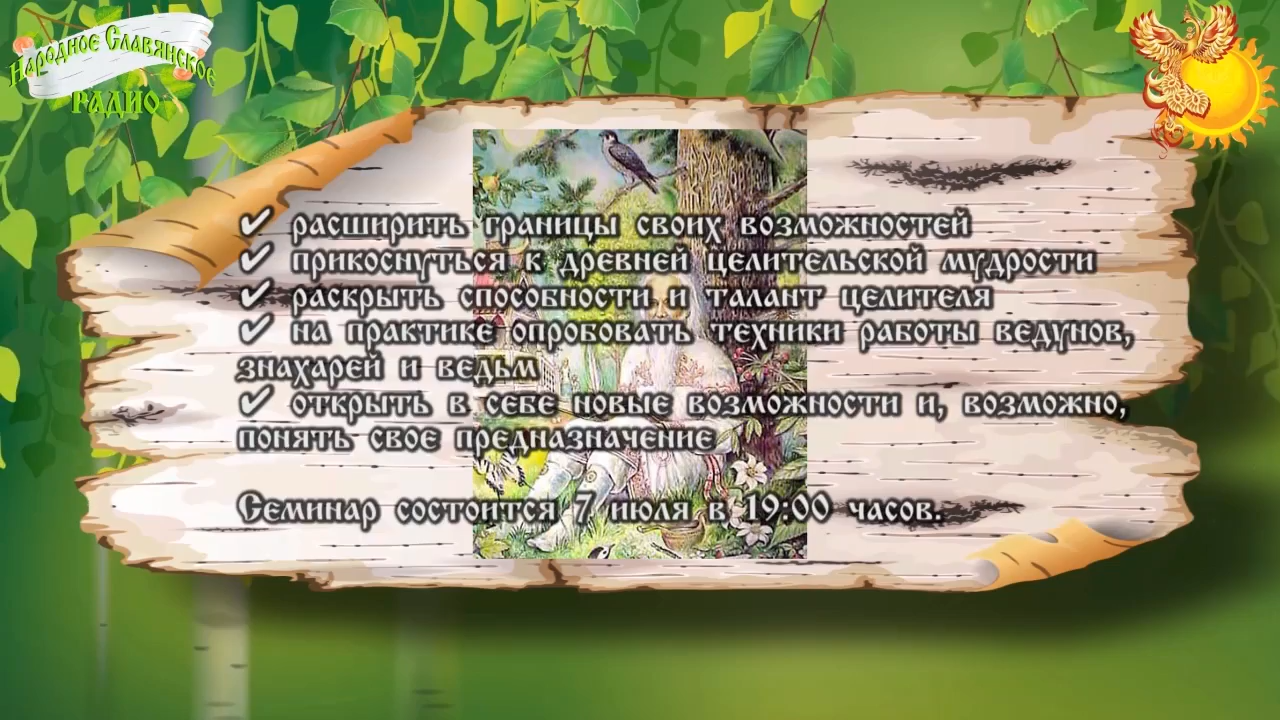 Народное Славянское
РАДИО
✔ расширить границы своих возможностей
✔ прикоснуться к древней целительской мудрости
✔ раскрыть способности и талант целителя
✔ на практике опробовать техники работы ведунов,
знахарей и ведьм
✔ открыть в себе новые возможности и, возможно,
понять свое предназначение
Семинар состоится 7 июля в 19:00 часов.